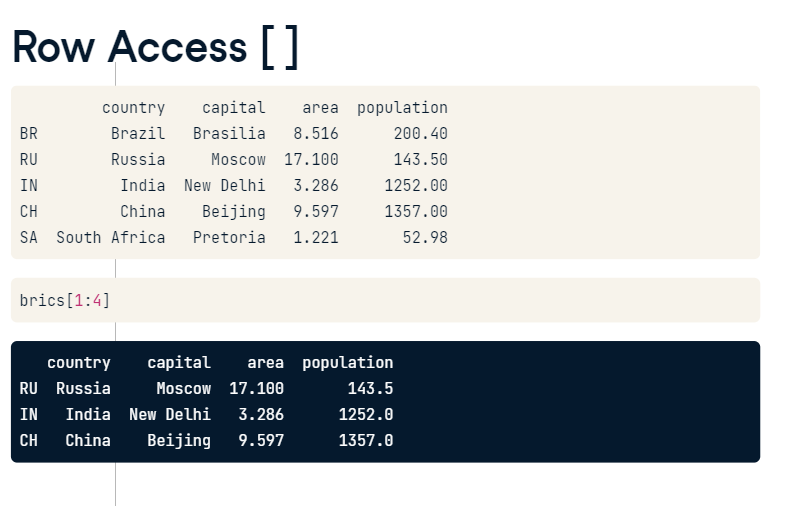 Row Access [ ]
country capital area population
BR Brazil Brasilia 8.516 200.40
RU Russia Moscow 17.100 143.50
IN India New Delhi 3.286 1252.00
CH China Beijing 9.597 1357.00
SA South Africa Pretoria 1.221 52.98
brics[1:4]
country capital area population
RU Russia Moscow 17.100 143.5
IN India New Delhi 3.286 1252.0
CH China Beijing 9.597 1357.0